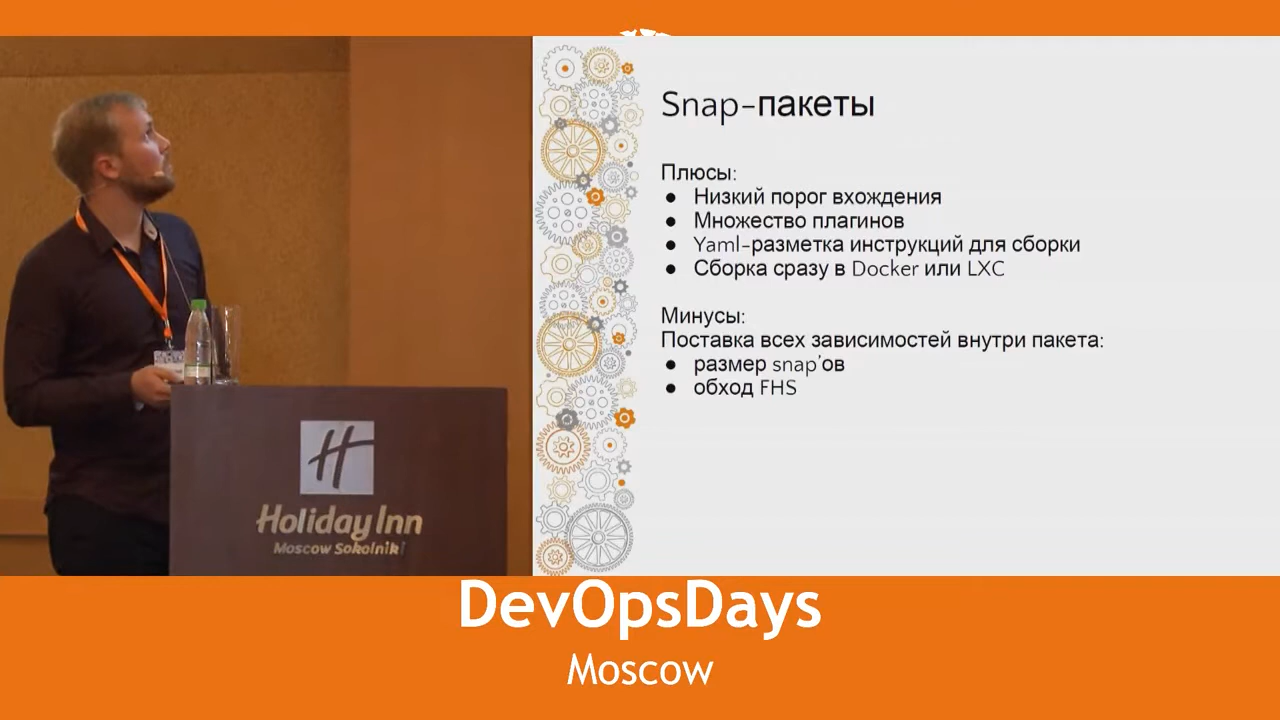 Snap-пакеты
Плюсы:
● Низкий порог вхождения
● Множество плагинов
● Yaml-разметка инструкций для сборки
● Сборка сразу в Docker или LXC
Минусы:
Поставка всех зависимостей внутри пакета:
● размер snap'ов
● обход FHS
H
Holiday Inn
Moscow Sokolniki
DevOpsDays
Moscow